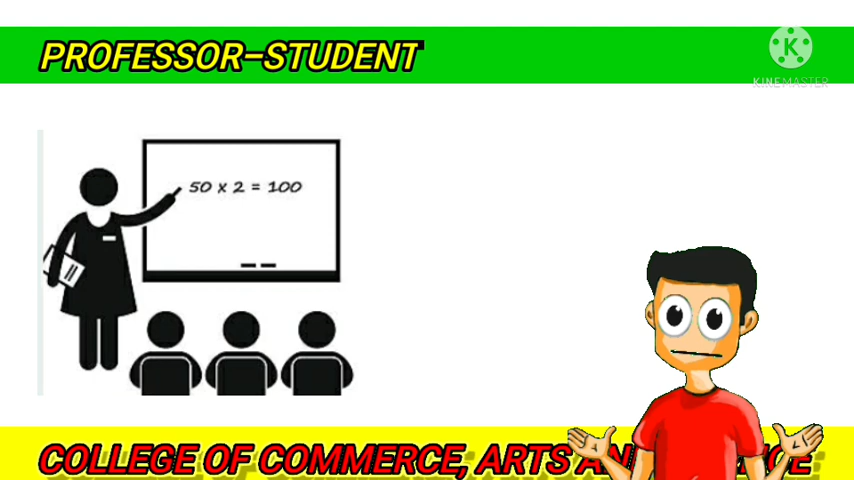 PROFESSOR-STUDENT
K
KINEMASTER
50 x 2 = 100
COLLEGE OF COMMERCE, ARTS